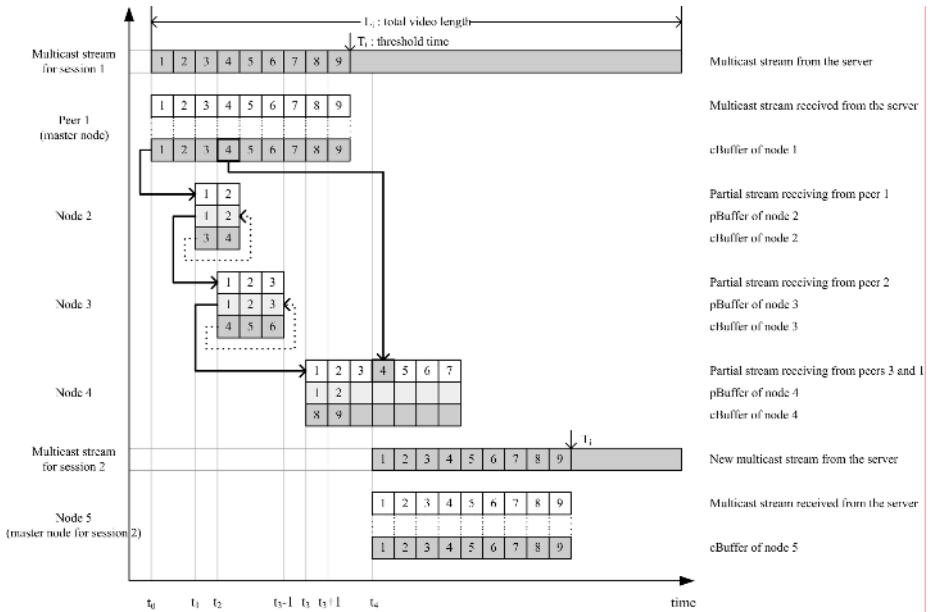 L_i : total video length
T_i : threshold time
Multicast stream for session 1
1 2 3 4 5 6 7 8 9
Multicast stream from the server
Peer 1 (master node)
1 2 3 4 5 6 7 8 9
Multicast stream received from the server
1 2 3 4 5 6 7 8 9
cBuffer of node 1
Node 2
1 2
Partial stream receiving from peer 1
1 2
pBuffer of node 2
3 4
cBuffer of node 2
Node 3
1 2 3
Partial stream receiving from peer 2
1 2 3
pBuffer of node 3
4 5 6
cBuffer of node 3
Node 4
1 2 3 4 5 6 7
Partial stream receiving from peers 3 and 1
1 2
pBuffer of node 4
8 9
cBuffer of node 4
T_i
Multicast stream for session 2
1 2 3 4 5 6 7 8 9
New multicast stream from the server
Node 5 (master node for session 2)
1 2 3 4 5 6 7 8 9
Multicast stream received from the server
1 2 3 4 5 6 7 8 9
cBuffer of node 5
t_0 t_1 t_2 t_3-1 t_3 t_3+1 t_4 time